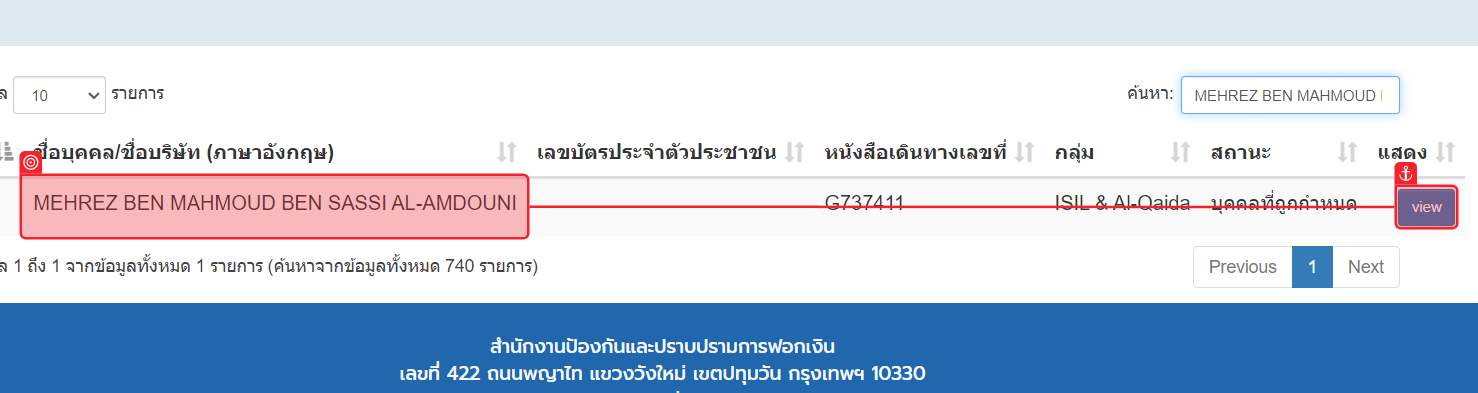 ล 10 รายการ
ค้นหา: MEHREZ BEN MAHMOUD
ชื่อบุคคล/ชื่อบริษัท (ภาษาอังกฤษ) เลขบัตรประจำตัวประชาชน หนังสือเดินทางเลขที่ กลุ่ม สถานะ แสดง
MEHREZ BEN MAHMOUD BEN SASSI AL-AMDOUNI G737411 ISIL & Al-Qaida บุคคลที่ถูกกำหนด view
ล 1 ถึง 1 จากข้อมูลทั้งหมด 1 รายการ (ค้นหาจากข้อมูลทั้งหมด 740 รายการ)
Previous 1 Next
สำนักงานป้องกันและปราบปรามการฟอกเงิน
เลขที่ 422 ถนนพญาไท แขวงวังใหม่ เขตปทุมวัน กรุงเทพฯ 10330